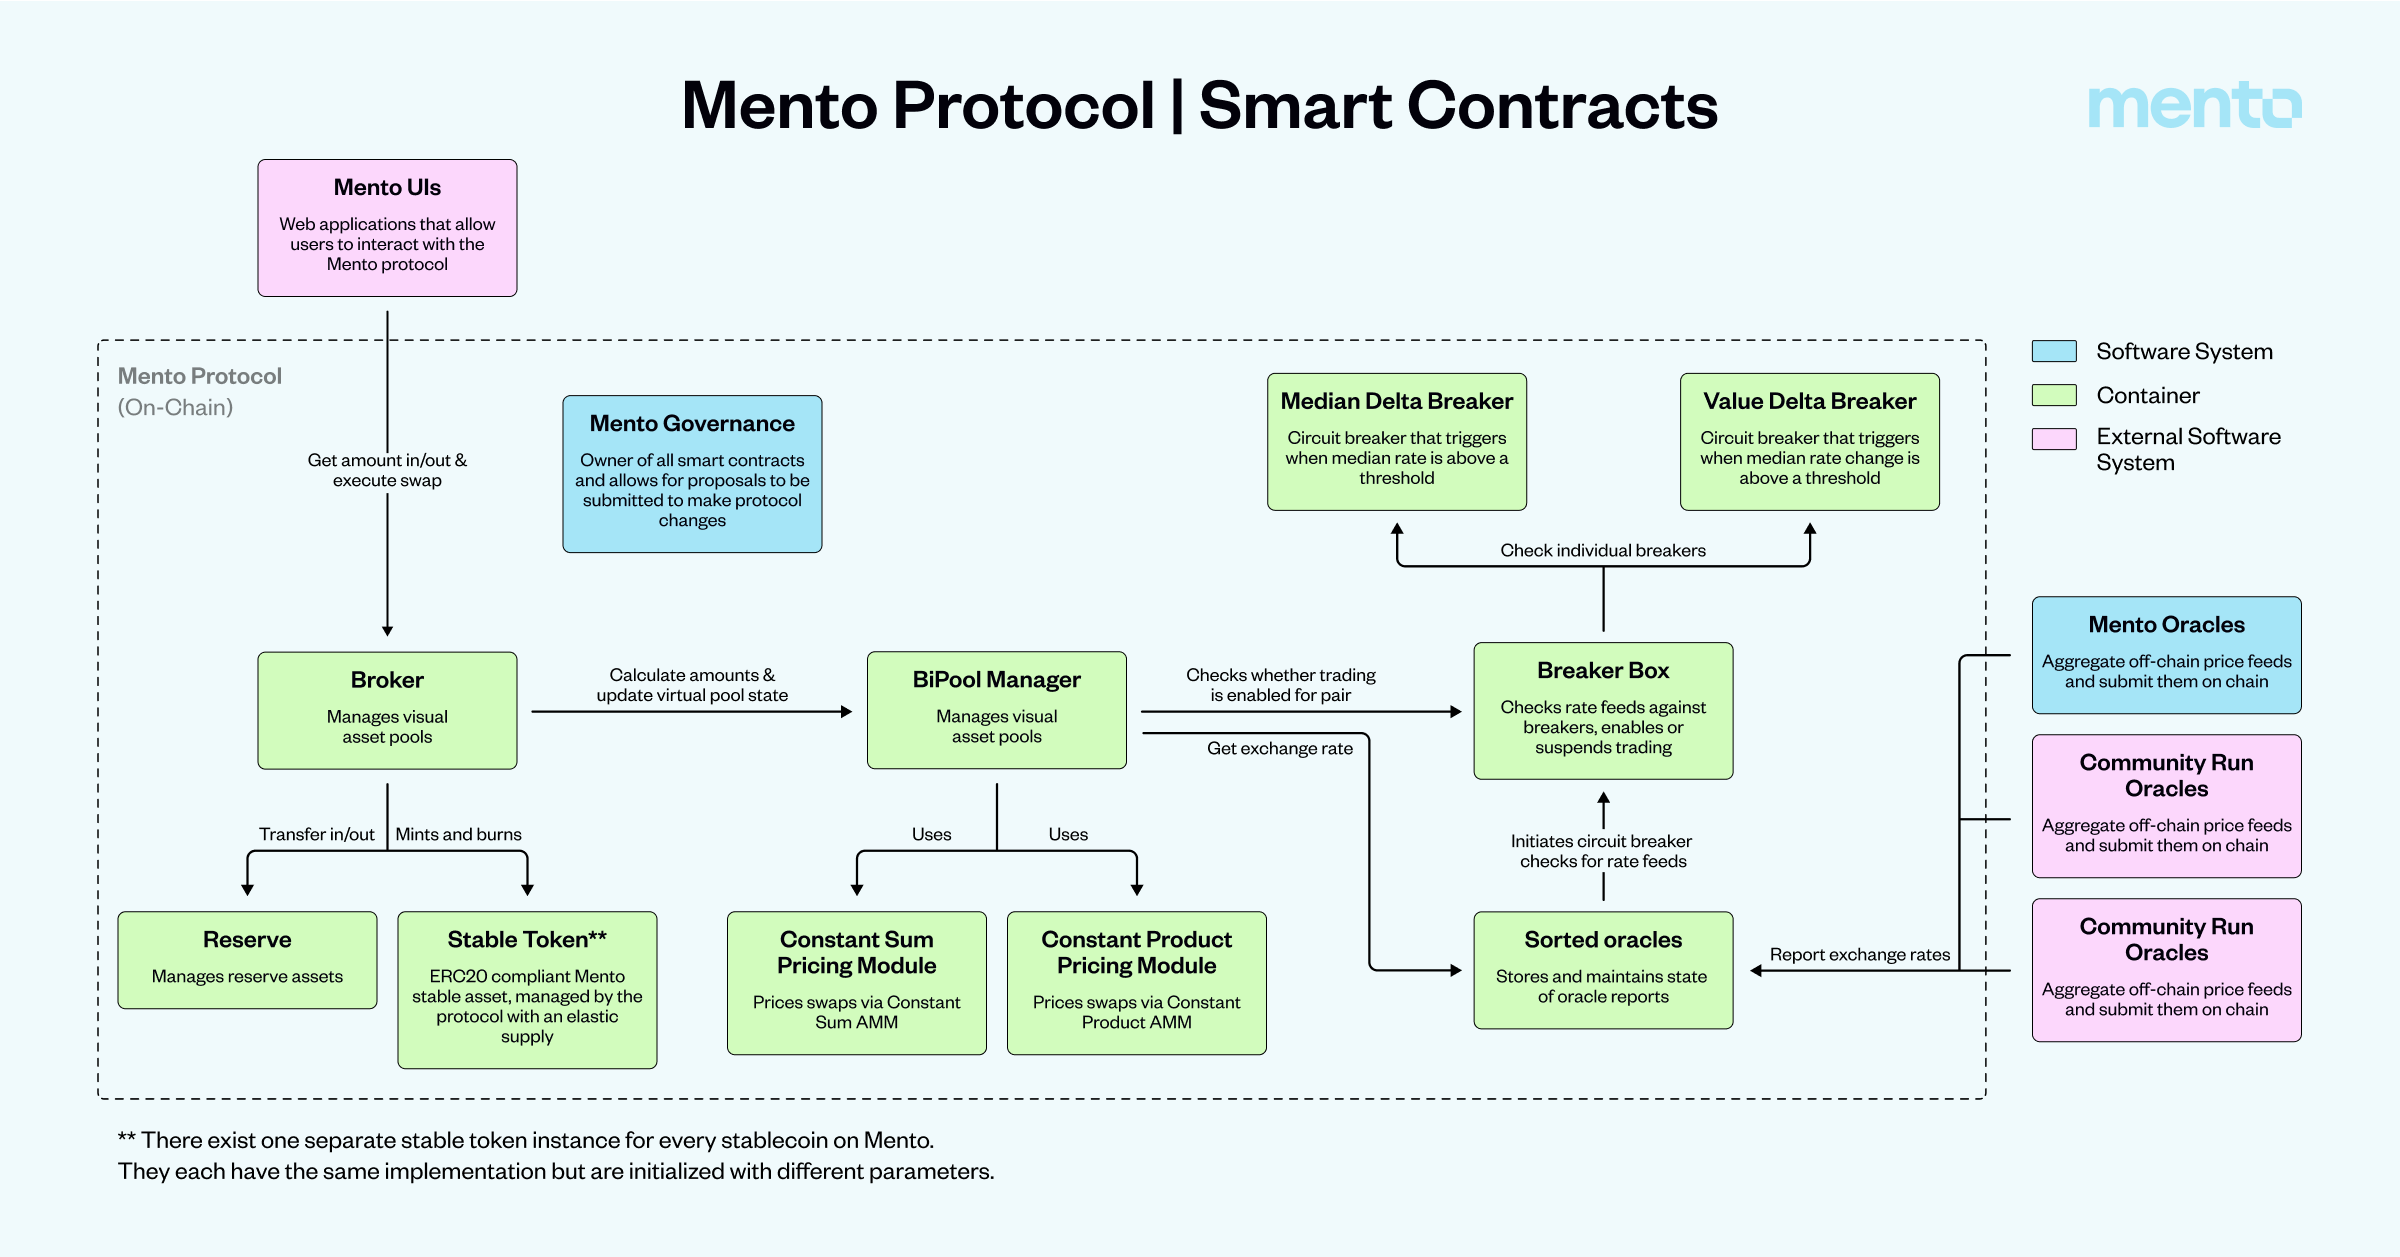 Mento Protocol | Smart Contracts
mento
Mento UIs
Web applications that allow
users to interact with the
Mento protocol
Mento Protocol
(On-Chain)
Get amount in/out &
execute swap
Mento Governance
Owner of all smart contracts
and allows for proposals to be
submitted to make protocol
changes
Median Delta Breaker
Circuit breaker that triggers
when median rate is above a
threshold
Value Delta Breaker
Circuit breaker that triggers
when median rate change is
above a threshold
Software System
Container
External Software
System
Check individual breakers
Broker
Manages visual
asset pools
Calculate amounts &
update virtual pool state
BiPool Manager
Manages visual
asset pools
Checks whether trading
is enabled for pair
Get exchange rate
Breaker Box
Checks rate feeds against
breakers, enables or
suspends trading
Mento Oracles
Aggregate off-chain price feeds
and submit them on chain
Community Run
Oracles
Aggregate off-chain price feeds
and submit them on chain
Transfer in/out
Mints and burns
Uses
Uses
Initiates circuit breaker
checks for rate feeds
Reserve
Manages reserve assets
Stable Token**
ERC20 compliant Mento
stable asset, managed by the
protocol with an elastic
supply
Constant Sum
Pricing Module
Prices swaps via Constant
Sum AMM
Constant Product
Pricing Module
Prices swaps via Constant
Product AMM
Sorted oracles
Stores and maintains state
of oracle reports
Report exchange rates
Community Run
Oracles
Aggregate off-chain price feeds
and submit them on chain
** There exist one separate stable token instance for every stablecoin on Mento.
They each have the same implementation but are initialized with different parameters.